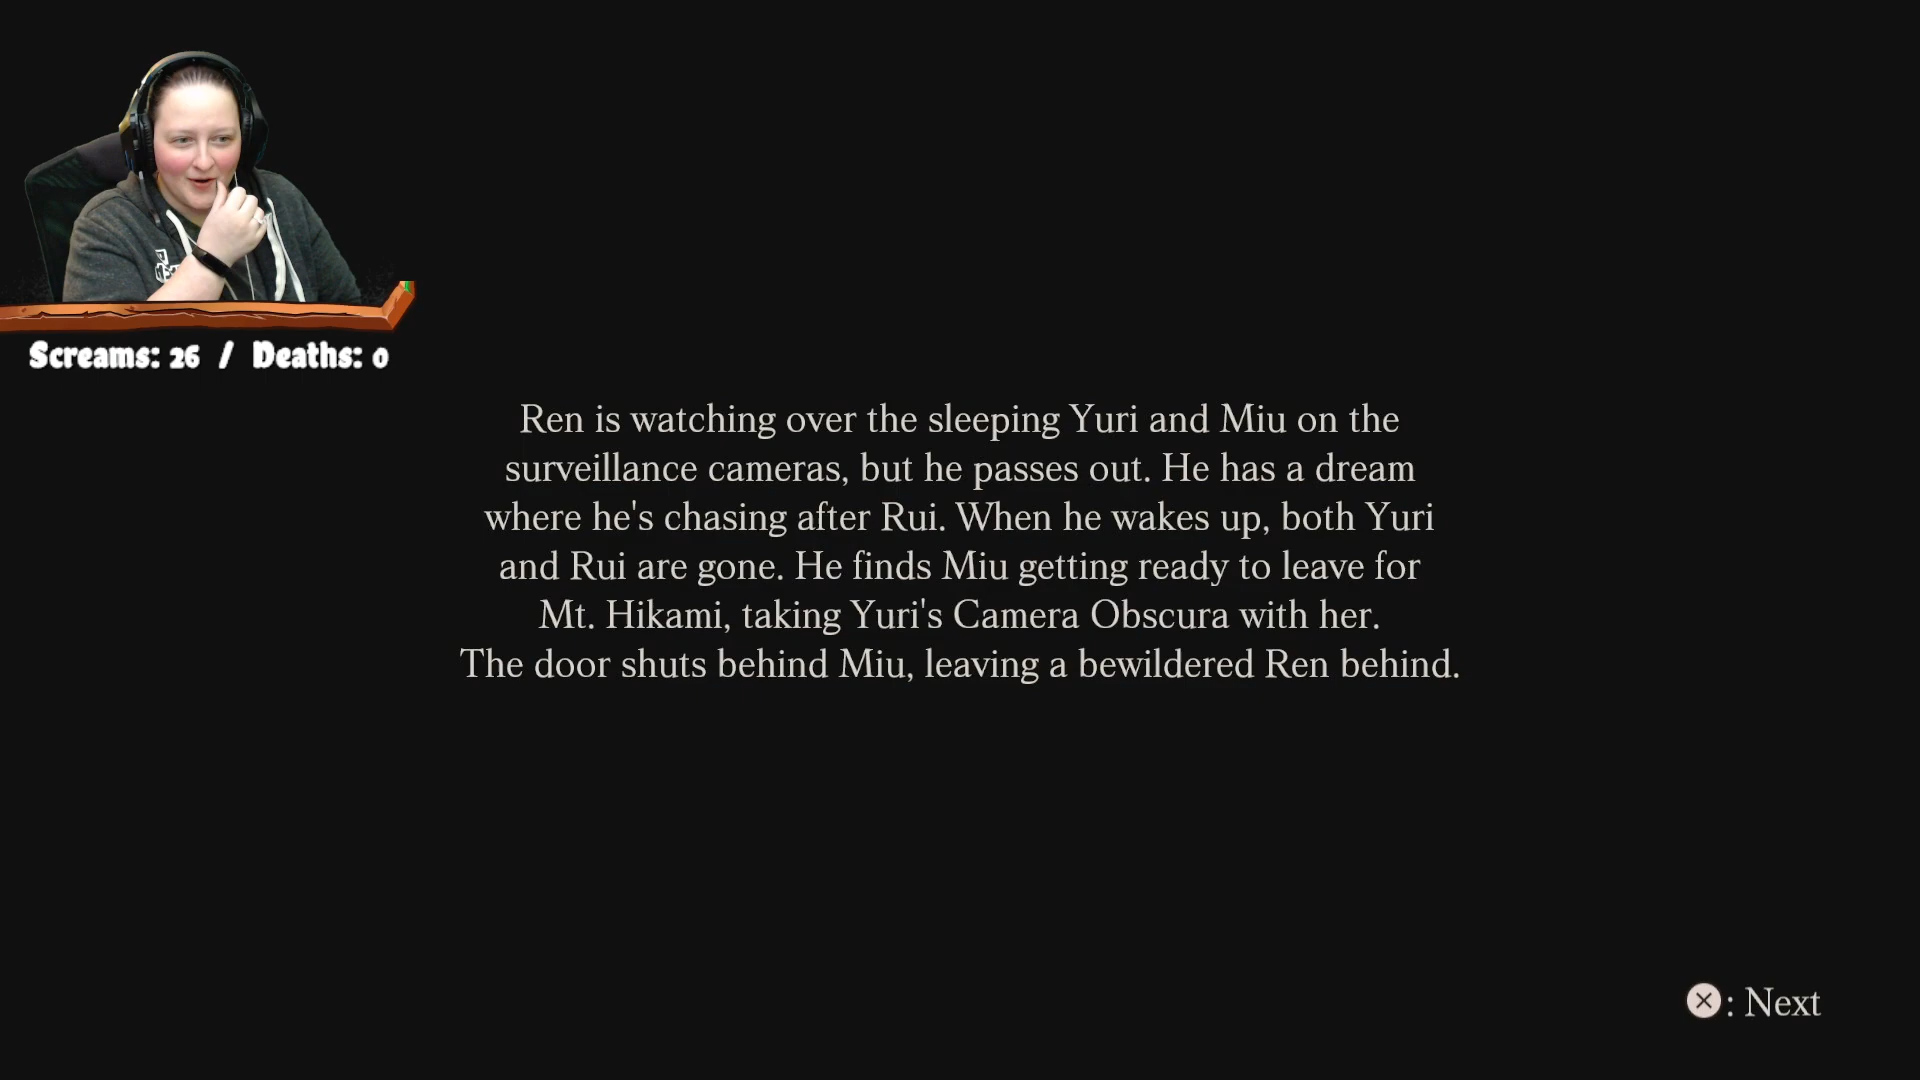 Screams: 26 / Deaths: 0
Ren is watching over the sleeping Yuri and Miu on the
surveillance cameras, but he passes out. He has a dream
where he's chasing after Rui. When he wakes up, both Yuri
and Rui are gone. He finds Miu getting ready to leave for
Mt. Hikami, taking Yuri's Camera Obscura with her.
The door shuts behind Miu, leaving a bewildered Ren behind.
: Next